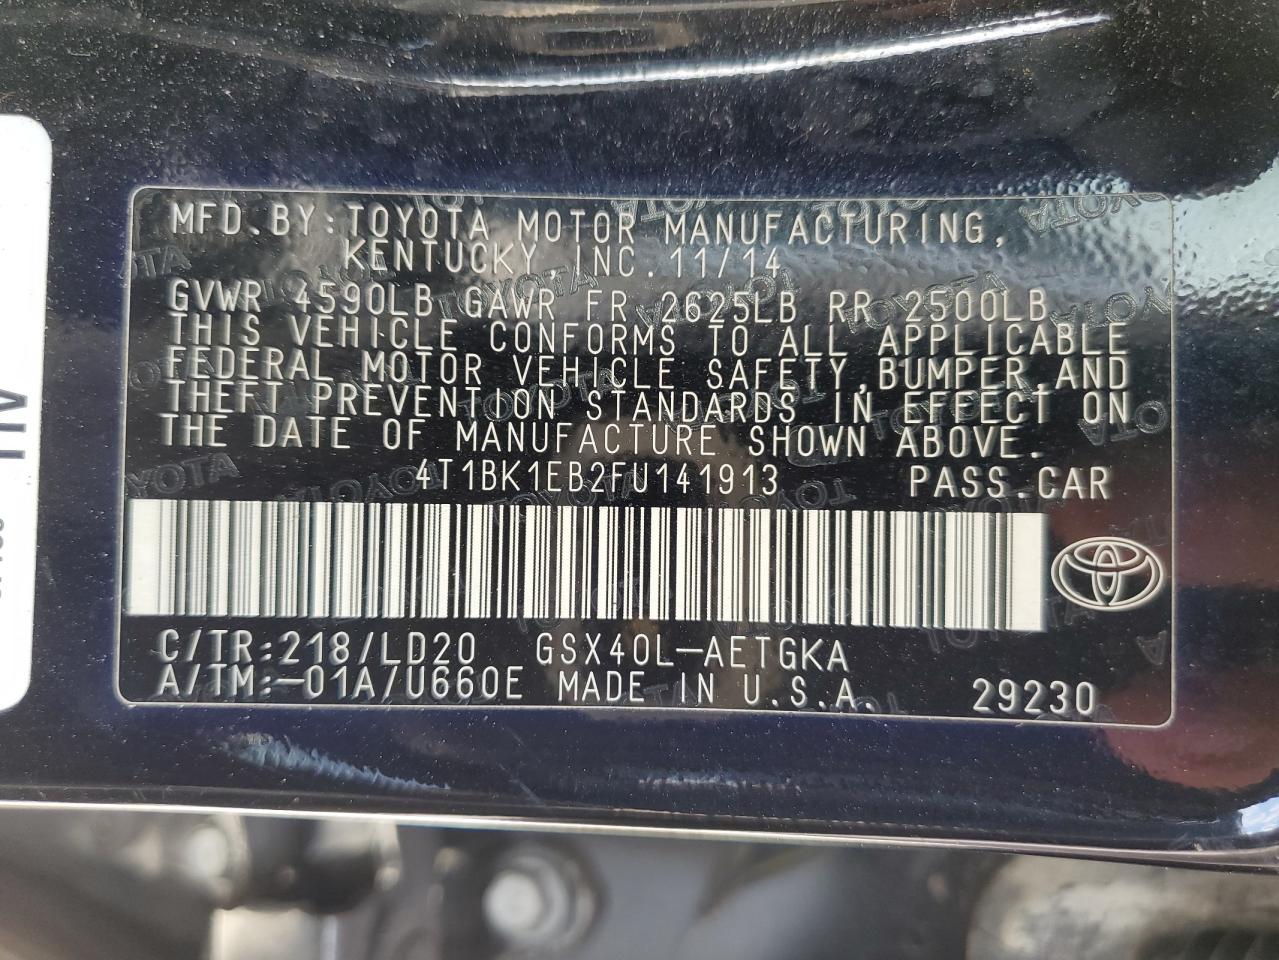 MFD.BY:TOYOTA MOTOR MANUFACTURING,
KENTUCKY,INC.11/14
GVWR 4590LB GAWR FR 2625LB RR 2500LB
THIS VEHICLE CONFORMS TO ALL APPLICABLE
FEDERAL MOTOR VEHICLE SAFETY,BUMPER,AND
THEFT PREVENTION STANDARDS IN EFFECT ON
THE DATE OF MANUFACTURE SHOWN ABOVE.
4T1BK1EB2FU141913 PASS.CAR
C/TR:218/LD20 GSX40L-AETGKA
A/TM:-01A/U660E MADE IN U.S.A. 29230